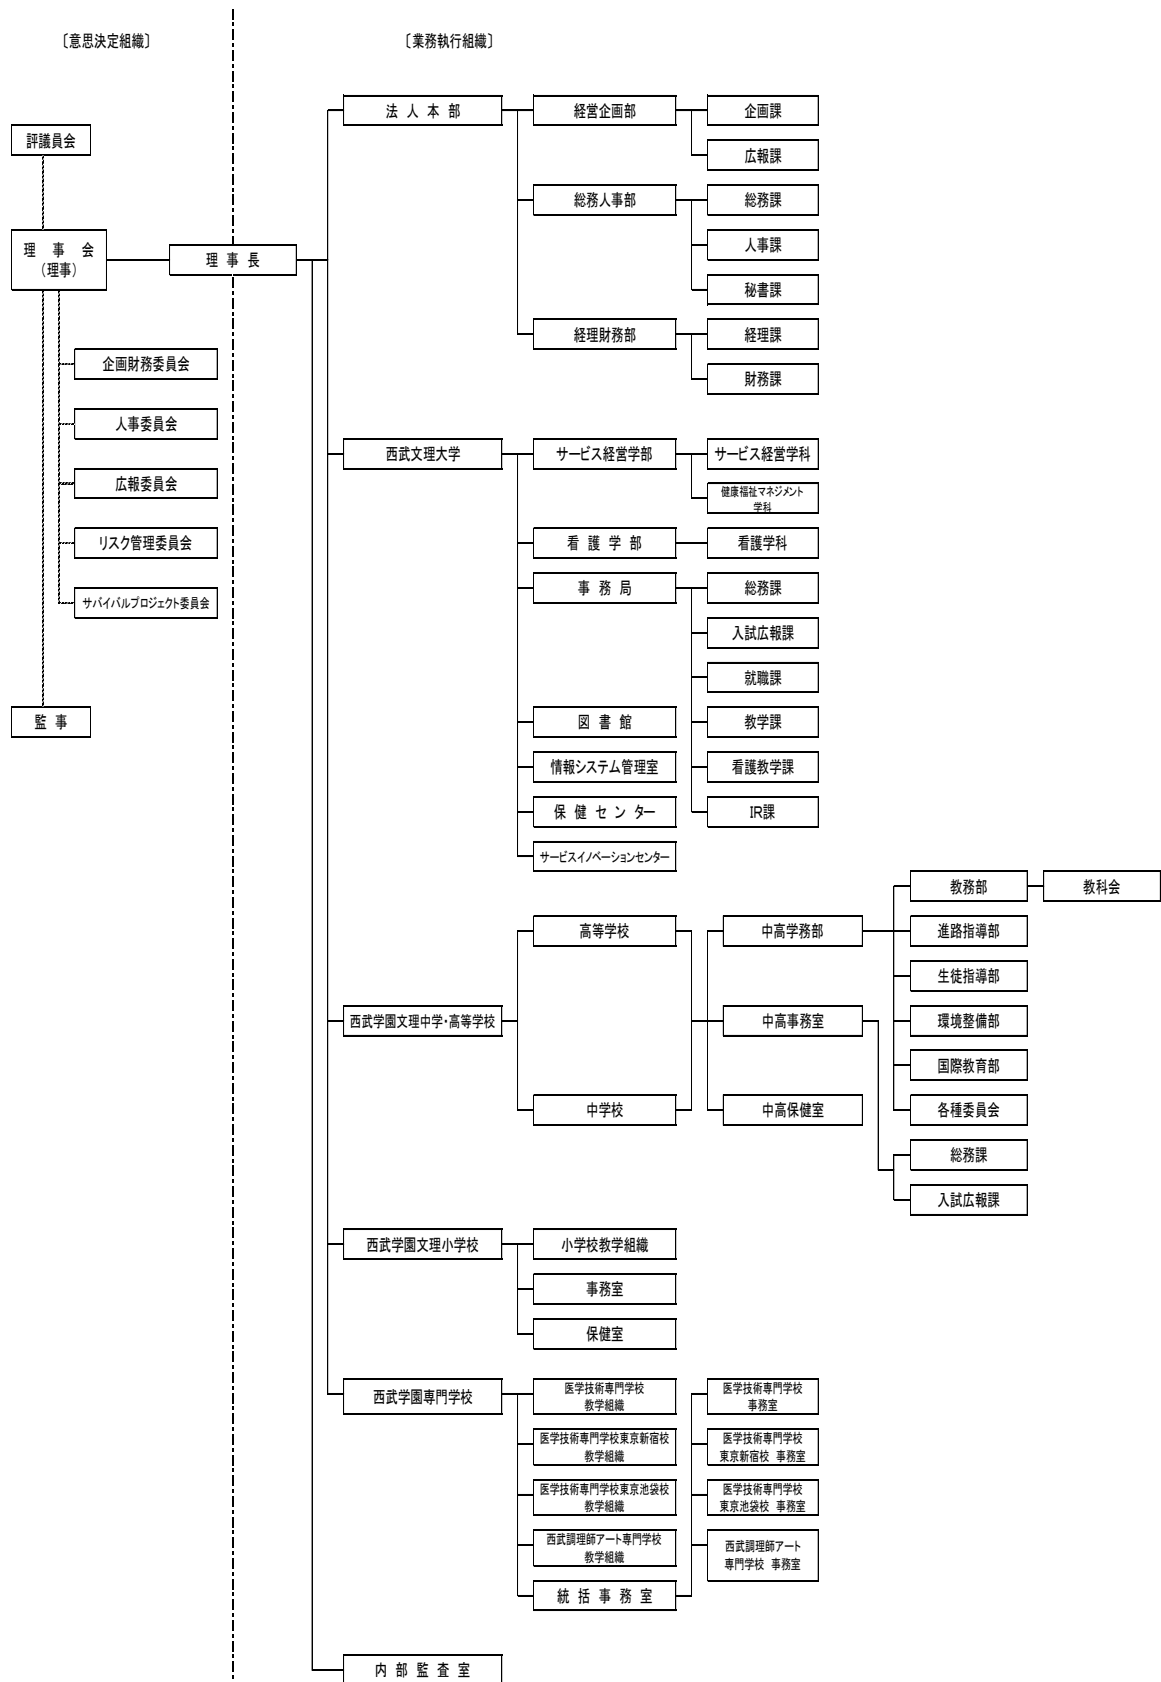 〔意思決定組織〕
〔業務執行組織〕
評議員会
理 事 会
(理事)
理 事 長
企画財務委員会
人事委員会
広報委員会
リスク管理委員会
サバイバルプロジェクト委員会
監 事
法 人 本 部
経営企画部
企画課
広報課
総務人事部
総務課
人事課
秘書課
経理財務部
経理課
財務課
西武文理大学
サービス経営学部
サービス経営学科
健康福祉マネジメント
学科
看 護 学 部
看護学科
事 務 局
総務課
入試広報課
就職課
教学課
看護教学課
IR課
図 書 館
情報システム管理室
保 健 セ ン ター
サービスイノベーションセンター
西武学園文理中学・高等学校
高等学校
中学校
中高学務部
教務部
教科会
進路指導部
生徒指導部
環境整備部
国際教育部
各種委員会
中高事務室
総務課
入試広報課
中高保健室
西武学園文理小学校
小学校教学組織
事務室
保健室
西武学園専門学校
医学技術専門学校
教学組織
医学技術専門学校東京新宿校
教学組織
医学技術専門学校東京池袋校
教学組織
西武調理師アート専門学校
教学組織
統 括 事 務 室
医学技術専門学校
事務室
医学技術専門学校
東京新宿校 事務室
医学技術専門学校
東京池袋校 事務室
西武調理師アート
専門学校 事務室
内 部 監 査 室